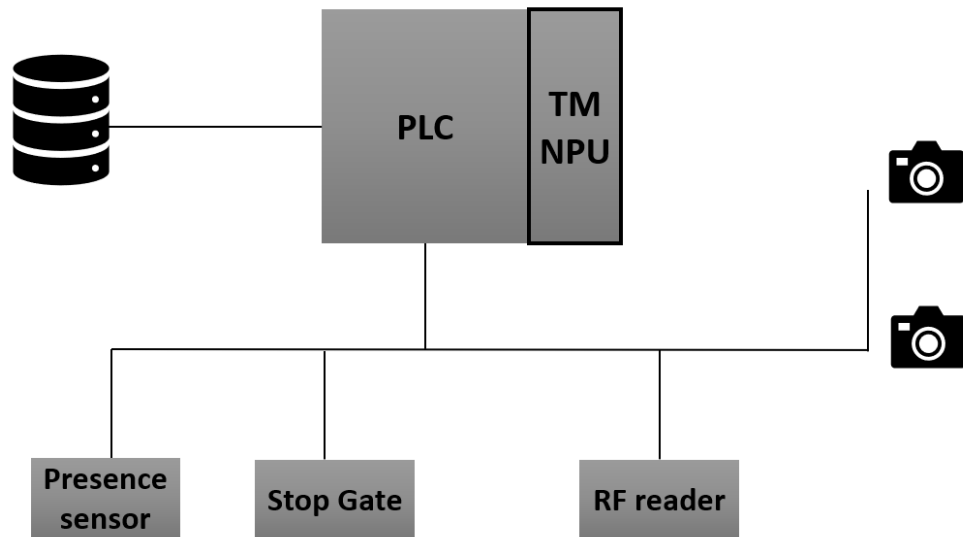 PLC
TM
NPU
Presence
sensor
Stop Gate
RF reader